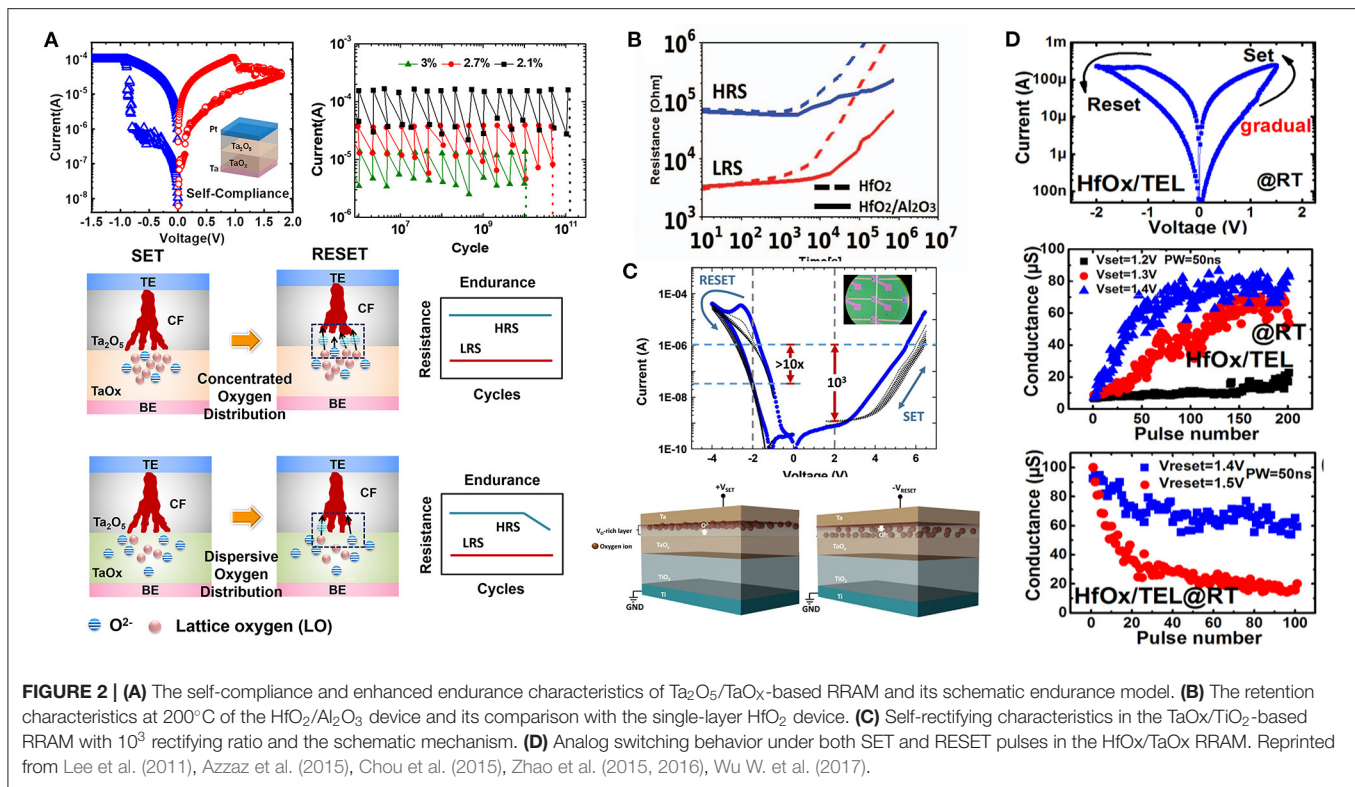 A
Current(A)
10⁻⁴
10⁻⁵
10⁻⁶
10⁻⁷
10⁻⁸
Pt
Ta₂O₅
TaOₓ
Ta
Self-Compliance
-1.5 -1.0 -0.5 0.0 0.5 1.0 1.5 2.0
Voltage(V)
Current(A)
10⁻³
10⁻⁴
10⁻⁵
10⁻⁶
3% 2.7% 2.1%
10⁷ 10⁹ 10¹¹
Cycle
SET
RESET
TE
CF
Ta₂O₅
TaOx
BE
Concentrated
Oxygen
Distribution
TE
CF
BE
Endurance
Resistance
HRS
LRS
Cycles
TE
CF
Ta₂O₅
TaOx
BE
Dispersive
Oxygen
Distribution
TE
CF
BE
Endurance
Resistance
HRS
LRS
Cycles
O²⁻ Lattice oxygen (LO)
B
Resistance [Ohm]
10⁶
10⁵
10⁴
10³
HRS
LRS
HfO₂
HfO₂/Al₂O₃
10¹ 10² 10³ 10⁴ 10⁵ 10⁶ 10⁷
Time[s]
C
Current (A)
1E-04
1E-06
1E-08
1E-10
RESET
>10x
10³
SET
-4 -2 0 2 4 6
Voltage (V)
+V_SET
Ta
V₀-rich layer
Oxygen ion
TaOₓ
TiO₂
Ti
GND
-V_RESET
Ta
TaOₓ
TiO₂
Ti
GND
D
Current (A)
1m
100µ
10µ
1µ
100n
Set
Reset
gradual
HfOx/TEL
@RT
-2 -1 0 1 2
Voltage (V)
Conductance (µS)
100
80
60
40
20
0
Vset=1.2V PW=50ns
Vset=1.3V
Vset=1.4V
@RT
HfOx/TEL
0 50 100 150 200
Pulse number
Conductance (µS)
100
80
60
40
20
0
Vreset=1.4V PW=50ns
Vreset=1.5V
HfOx/TEL@RT
0 20 40 60 80 100
Pulse number
FIGURE 2 | (A) The self-compliance and enhanced endurance characteristics of Ta₂O₅/TaOₓ-based RRAM and its schematic endurance model. (B) The retention
characteristics at 200°C of the HfO₂/Al₂O₃ device and its comparison with the single-layer HfO₂ device. (C) Self-rectifying characteristics in the TaOx/TiO₂-based
RRAM with 10³ rectifying ratio and the schematic mechanism. (D) Analog switching behavior under both SET and RESET pulses in the HfOx/TaOx RRAM. Reprinted
from Lee et al. (2011), Azzaz et al. (2015), Chou et al. (2015), Zhao et al. (2015, 2016), Wu W. et al. (2017).